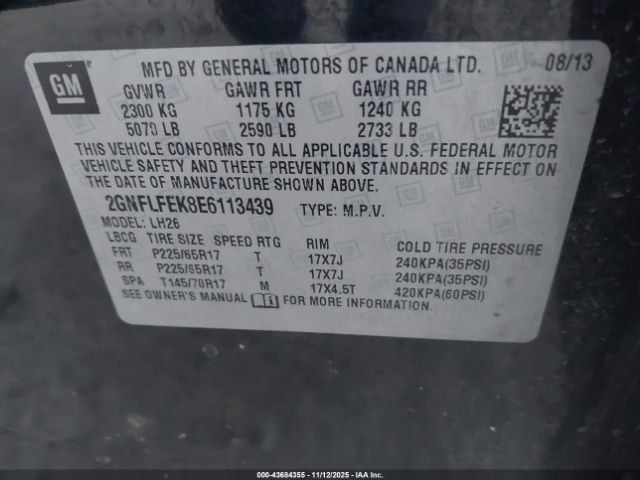 GM
MFD BY GENERAL MOTORS OF CANADA LTD. 08/13
GVWR GAWR FRT GAWR RR
2300 KG 1175 KG 1240 KG
5070 LB 2590 LB 2733 LB
THIS VEHICLE CONFORMS TO ALL APPLICABLE U.S. FEDERAL MOTOR
VEHICLE SAFETY AND THEFT PREVENTION STANDARDS IN EFFECT ON
THE DATE OF MANUFACTURE SHOWN ABOVE.
2GNFLFEK8E6113439 TYPE: M.P.V.
MODEL: LH26
LBCG TIRE SIZE SPEED RTG RIM COLD TIRE PRESSURE
FRT P225/65R17 T 17X7J 240KPA(35PSI)
RR P225/65R17 T 17X7J 240KPA(35PSI)
SPA T145/70R17 M 17X4.5T 420KPA(60PSI)
SEE OWNER'S MANUAL FOR MORE INFORMATION.
000-43684355 - 11/12/2025 - IAA Inc.